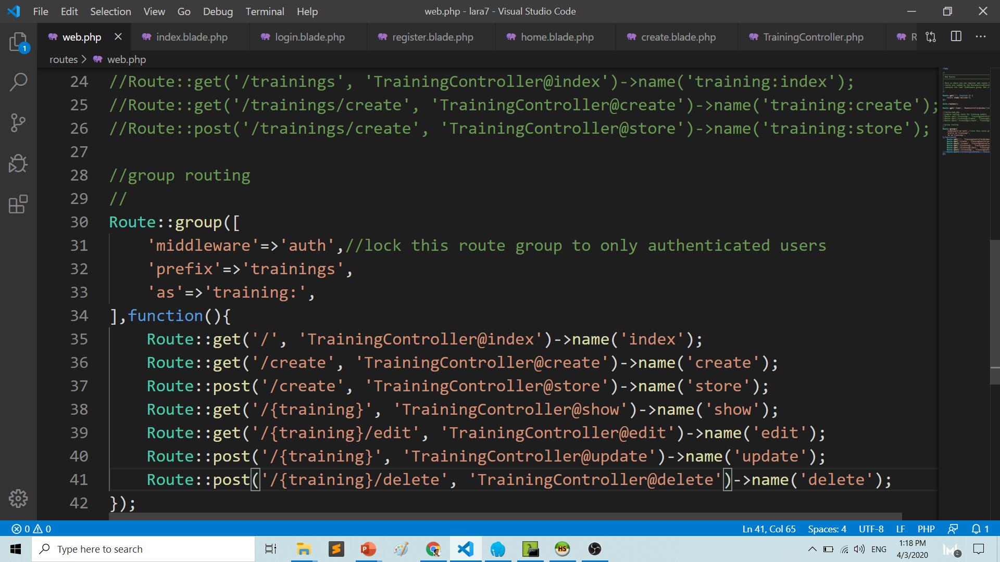 File Edit Selection View Go Debug Terminal Help web.php - lara7 - Visual Studio Code
web.php index.blade.php login.blade.php register.blade.php home.blade.php create.blade.php TrainingController.php R
1
routes > web.php
24 //Route::get('/trainings', 'TrainingController@index')->name('training:index');
25 //Route::get('/trainings/create', 'TrainingController@create')->name('training:create');
26 //Route::post('/trainings/create', 'TrainingController@store')->name('training:store');
27
28 //group routing
29 //
30 Route::group([
31 'middleware'=>'auth',//lock this route group to only authenticated users
32 'prefix'=>'trainings',
33 'as'=>'training:',
34 ],function(){
35 Route::get('/', 'TrainingController@index')->name('index');
36 Route::get('/create', 'TrainingController@create')->name('create');
37 Route::post('/create', 'TrainingController@store')->name('store');
38 Route::get('/{training}', 'TrainingController@show')->name('show');
39 Route::get('/{training}/edit', 'TrainingController@edit')->name('edit');
40 Route::post('/{training}', 'TrainingController@update')->name('update');
41 Route::post('/{training}/delete', 'TrainingController@delete')->name('delete');
42 });
0 0 Ln 41, Col 65 Spaces: 4 UTF-8 LF PHP 1
Type here to search ENG 1:18 PM
4/3/2020
2